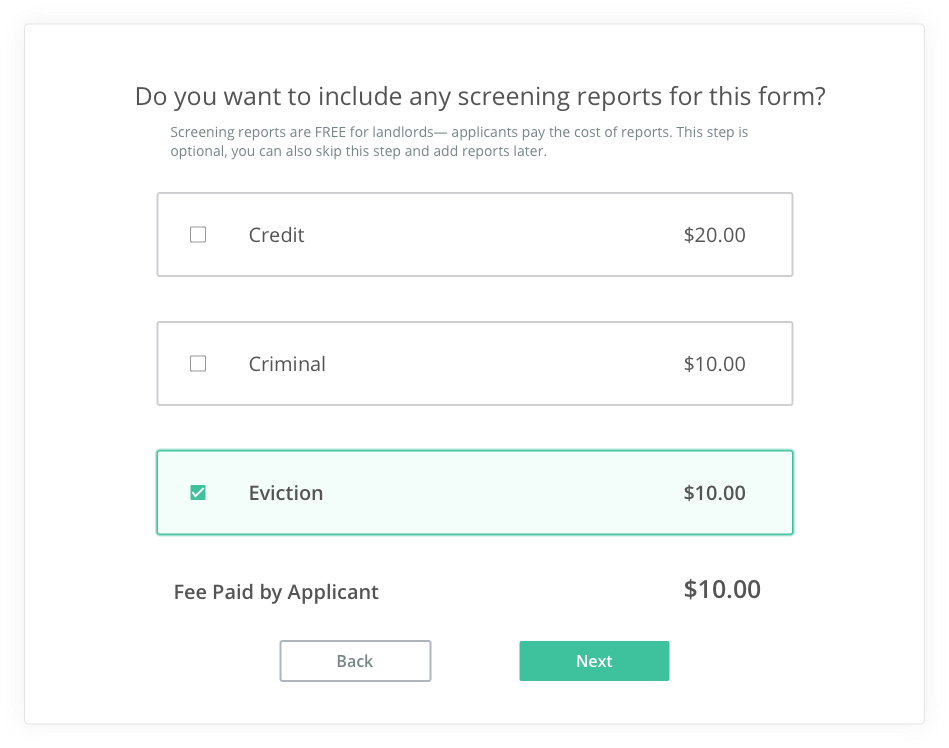 Do you want to include any screening reports for this form?
Screening reports are FREE for landlords— applicants pay the cost of reports. This step is
optional, you can also skip this step and add reports later.
Credit $20.00
Criminal $10.00
Eviction $10.00
Fee Paid by Applicant $10.00
Back Next